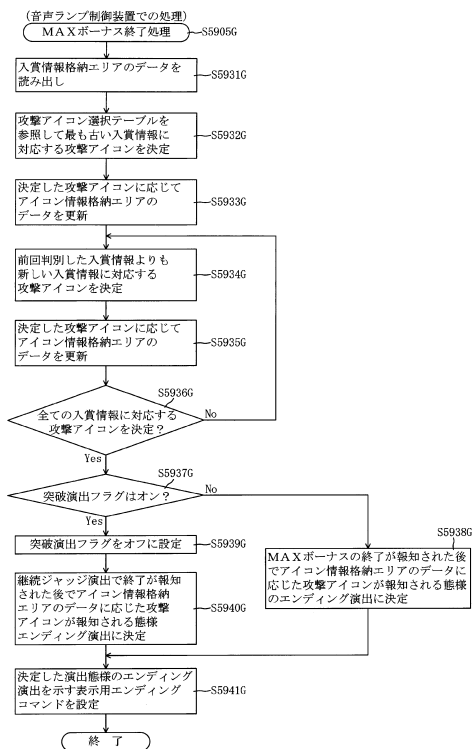 (音声ランプ制御装置での処理)
MAXボーナス終了処理
S5905G
入賞情報格納エリアのデータを
読み出し
S5931G
攻撃アイコン選択テーブルを
参照して最も古い入賞情報に
対応する攻撃アイコンを決定
S5932G
決定した攻撃アイコンに応じて
アイコン情報格納エリアの
データを更新
S5933G
前回判別した入賞情報よりも
新しい入賞情報に対応する
攻撃アイコンを決定
S5934G
決定した攻撃アイコンに応じて
アイコン情報格納エリアの
データを更新
S5935G
S5936G
全ての入賞情報に対応する
攻撃アイコンを決定?
No
Yes
S5937G
突破演出フラグはオン?
No
Yes
突破演出フラグをオフに設定
S5939G
S5938G
MAXボーナスの終了が報知された後
でアイコン情報格納エリアのデータに
応じた攻撃アイコンが報知される態様
のエンディング演出に決定
継続ジャッジ演出で終了が報知
された後でアイコン情報格納
エリアのデータに応じた攻撃
アイコンが報知される態様
エンディング演出に決定
S5940G
決定した演出態様のエンディング
演出を示す表示用エンディング
コマンドを設定
S5941G
終了